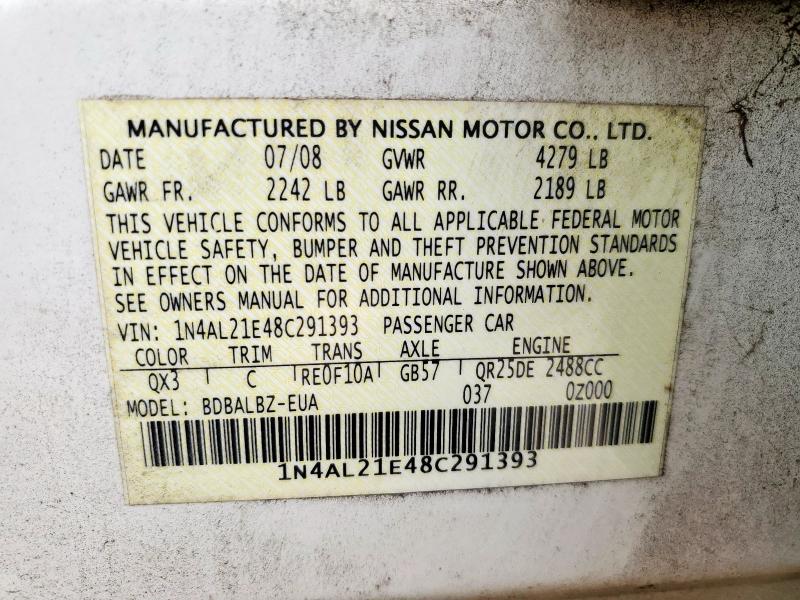 MANUFACTURED BY NISSAN MOTOR CO., LTD.
DATE 07/08 GVWR 4279 LB
GAWR FR. 2242 LB GAWR RR. 2189 LB
THIS VEHICLE CONFORMS TO ALL APPLICABLE FEDERAL MOTOR
VEHICLE SAFETY, BUMPER AND THEFT PREVENTION STANDARDS
IN EFFECT ON THE DATE OF MANUFACTURE SHOWN ABOVE.
SEE OWNERS MANUAL FOR ADDITIONAL INFORMATION.
VIN: 1N4AL21E48C291393 PASSENGER CAR
COLOR TRIM TRANS AXLE ENGINE
QX3 C RE0F10A GB57 QR25DE 2488CC
MODEL: BDBALBZ-EUA 037 0Z000
1N4AL21E48C291393